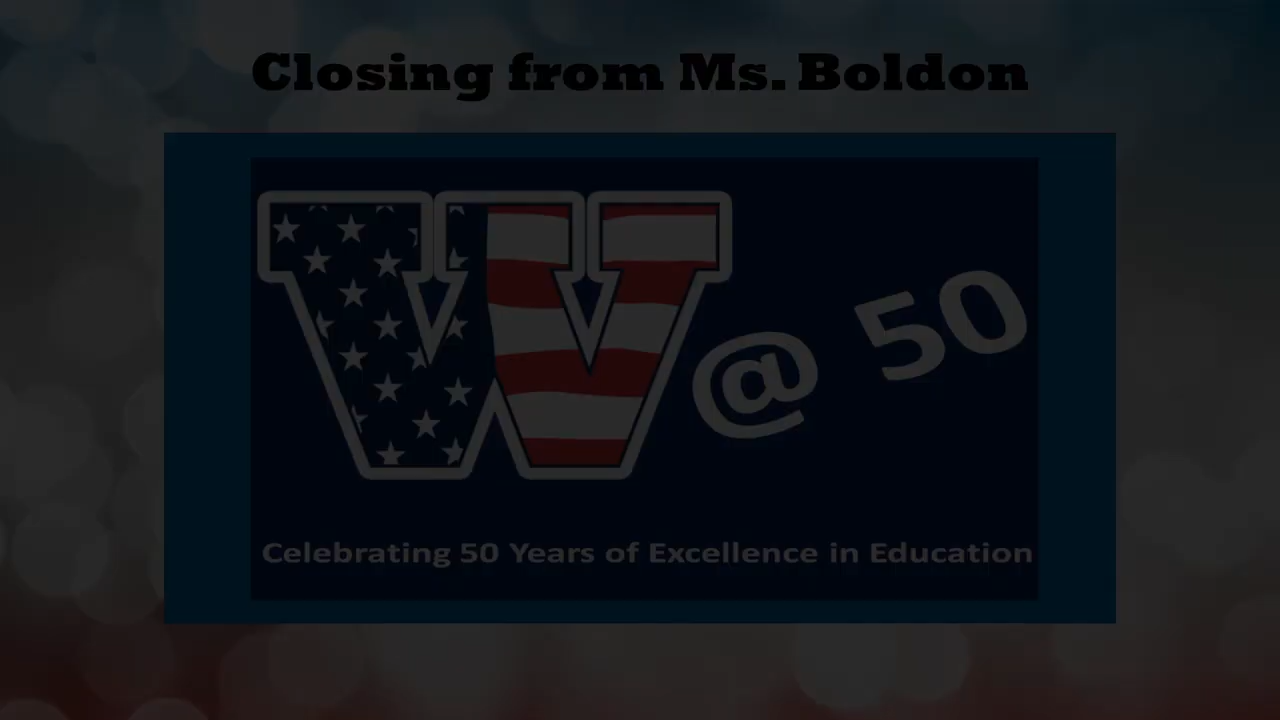 Closing from Ms. Boldon
W @ 50
Celebrating 50 Years of Excellence in Education